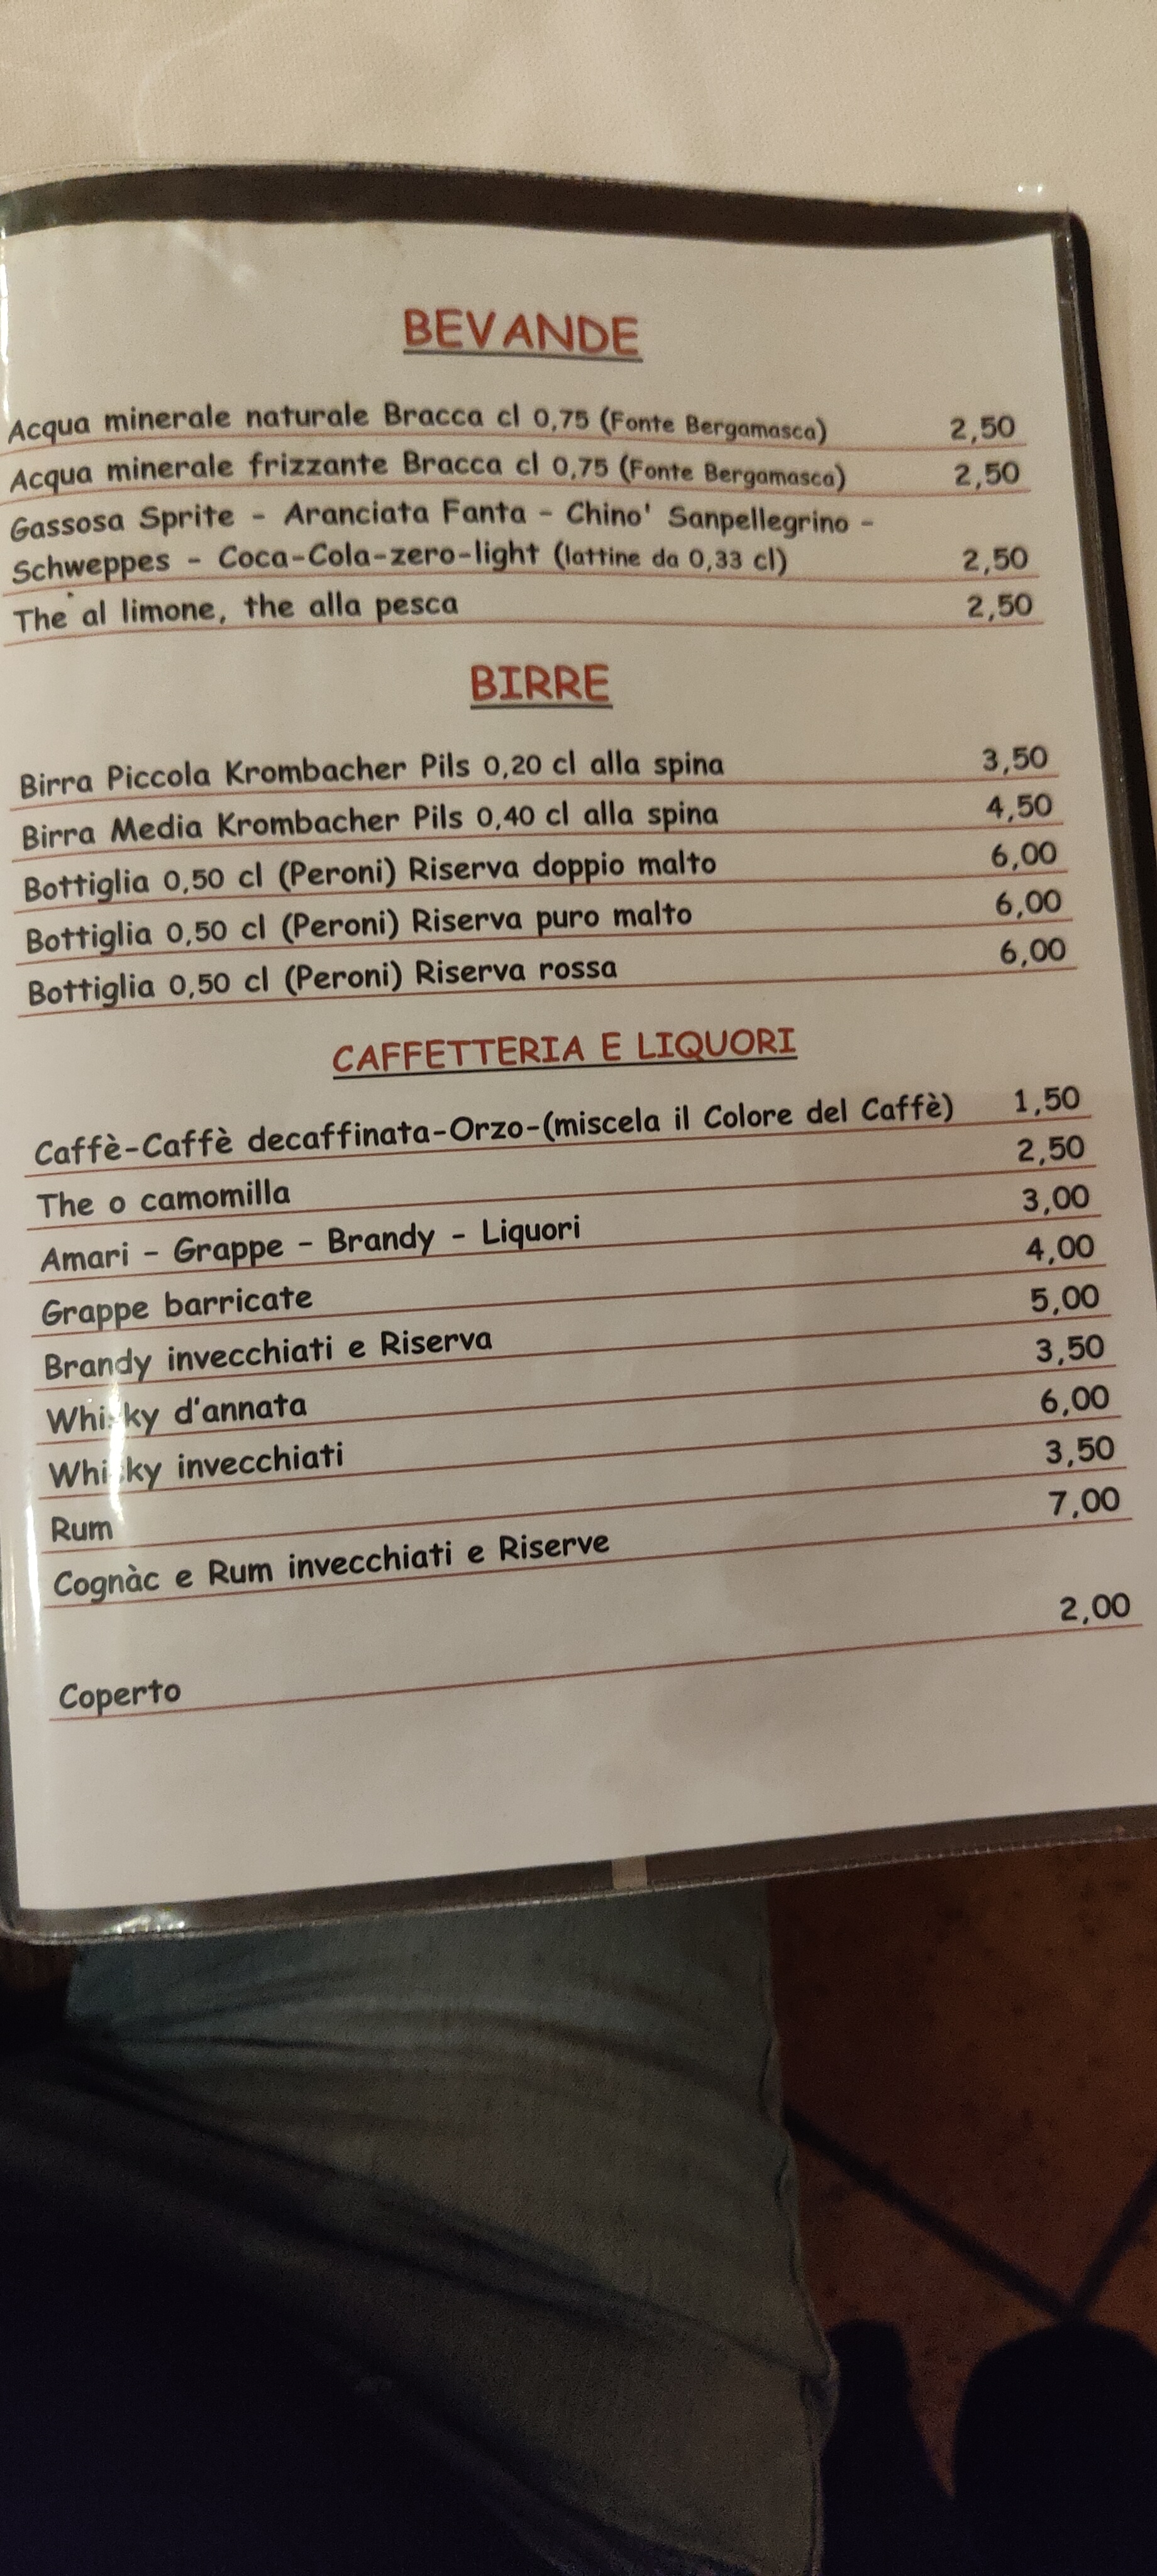 BEVANDE
Acqua minerale naturale Bracca cl 0,75 (Fonte Bergamasca) 2,50
Acqua minerale frizzante Bracca cl 0,75 (Fonte Bergamasca) 2,50
Gassosa Sprite - Aranciata Fanta - Chino' Sanpellegrino -
Schweppes - Coca-Cola-zero-light (lattine da 0,33 cl) 2,50
The al limone, the alla pesca 2,50
BIRRE
Birra Piccola Krombacher Pils 0,20 cl alla spina 3,50
Birra Media Krombacher Pils 0,40 cl alla spina 4,50
Bottiglia 0,50 cl (Peroni) Riserva doppio malto 6,00
Bottiglia 0,50 cl (Peroni) Riserva puro malto 6,00
Bottiglia 0,50 cl (Peroni) Riserva rossa 6,00
CAFFETTERIA E LIQUORI
Caffè-Caffè decaffinata-Orzo-(miscela il Colore del Caffè) 1,50
The o camomilla 2,50
Amari - Grappe - Brandy - Liquori 3,00
Grappe barricate 4,00
Brandy invecchiati e Riserva 5,00
Whisky d'annata 3,50
Whisky invecchiati 6,00
Rum 3,50
Cognàc e Rum invecchiati e Riserve 7,00
Coperto 2,00